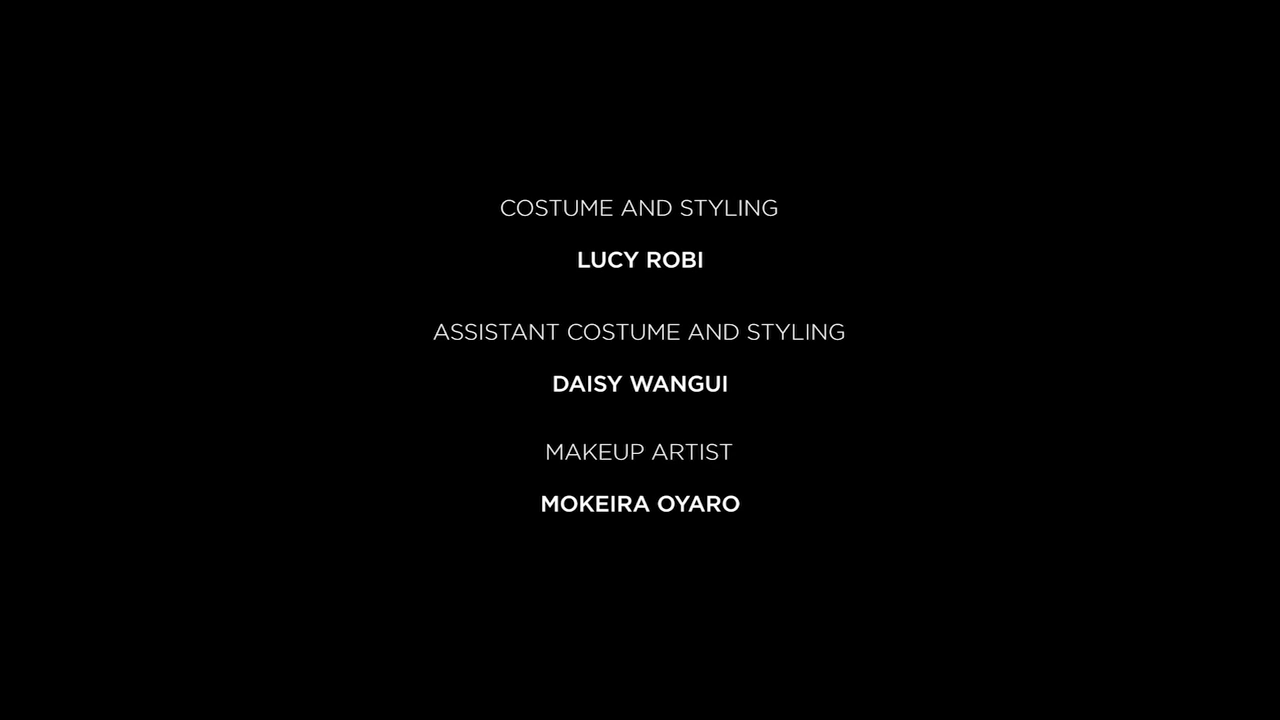 COSTUME AND STYLING
LUCY ROBI
ASSISTANT COSTUME AND STYLING
DAISY WANGUI
MAKEUP ARTIST
MOKEIRA OYARO